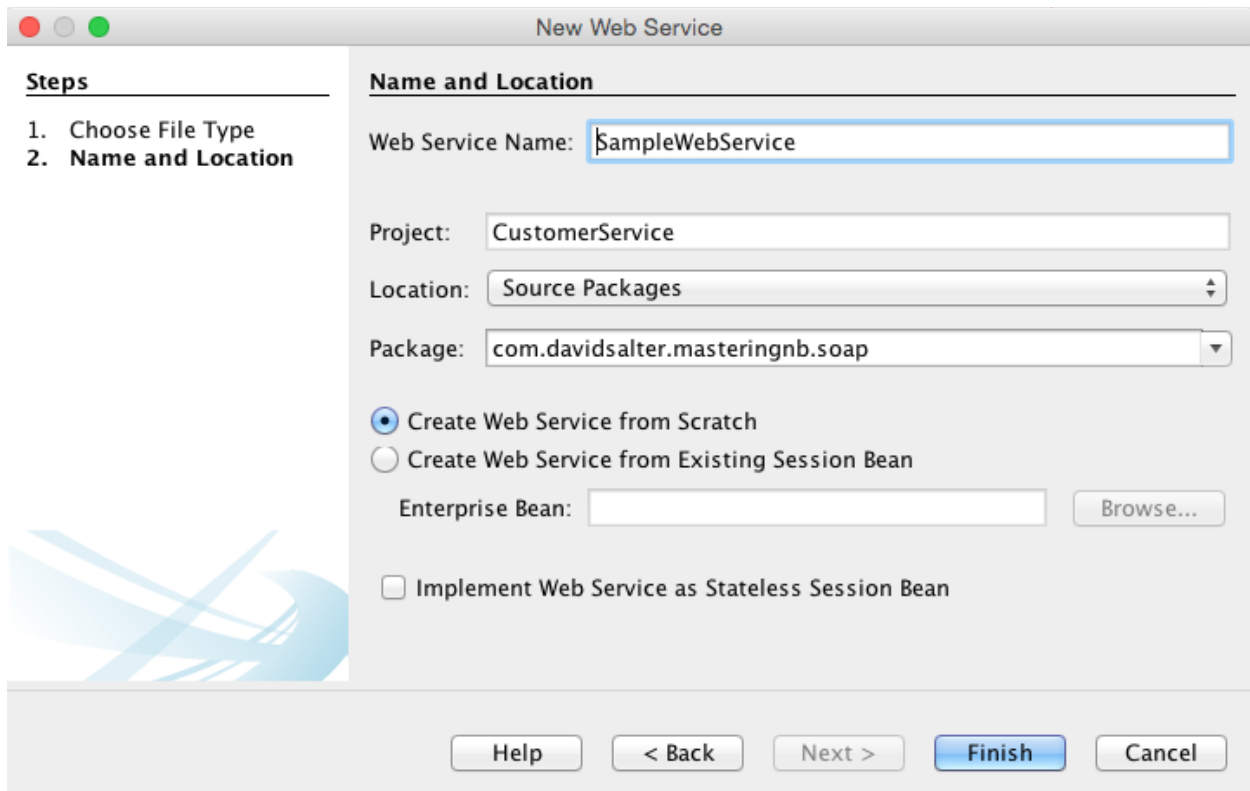 New Web Service
Steps
1. Choose File Type
2. Name and Location
Name and Location
Web Service Name: SampleWebService
Project: CustomerService
Location: Source Packages
Package: com.davidsalter.masteringnb.soap
Create Web Service from Scratch
Create Web Service from Existing Session Bean
Enterprise Bean: Browse...
Implement Web Service as Stateless Session Bean
Help < Back Next > Finish Cancel